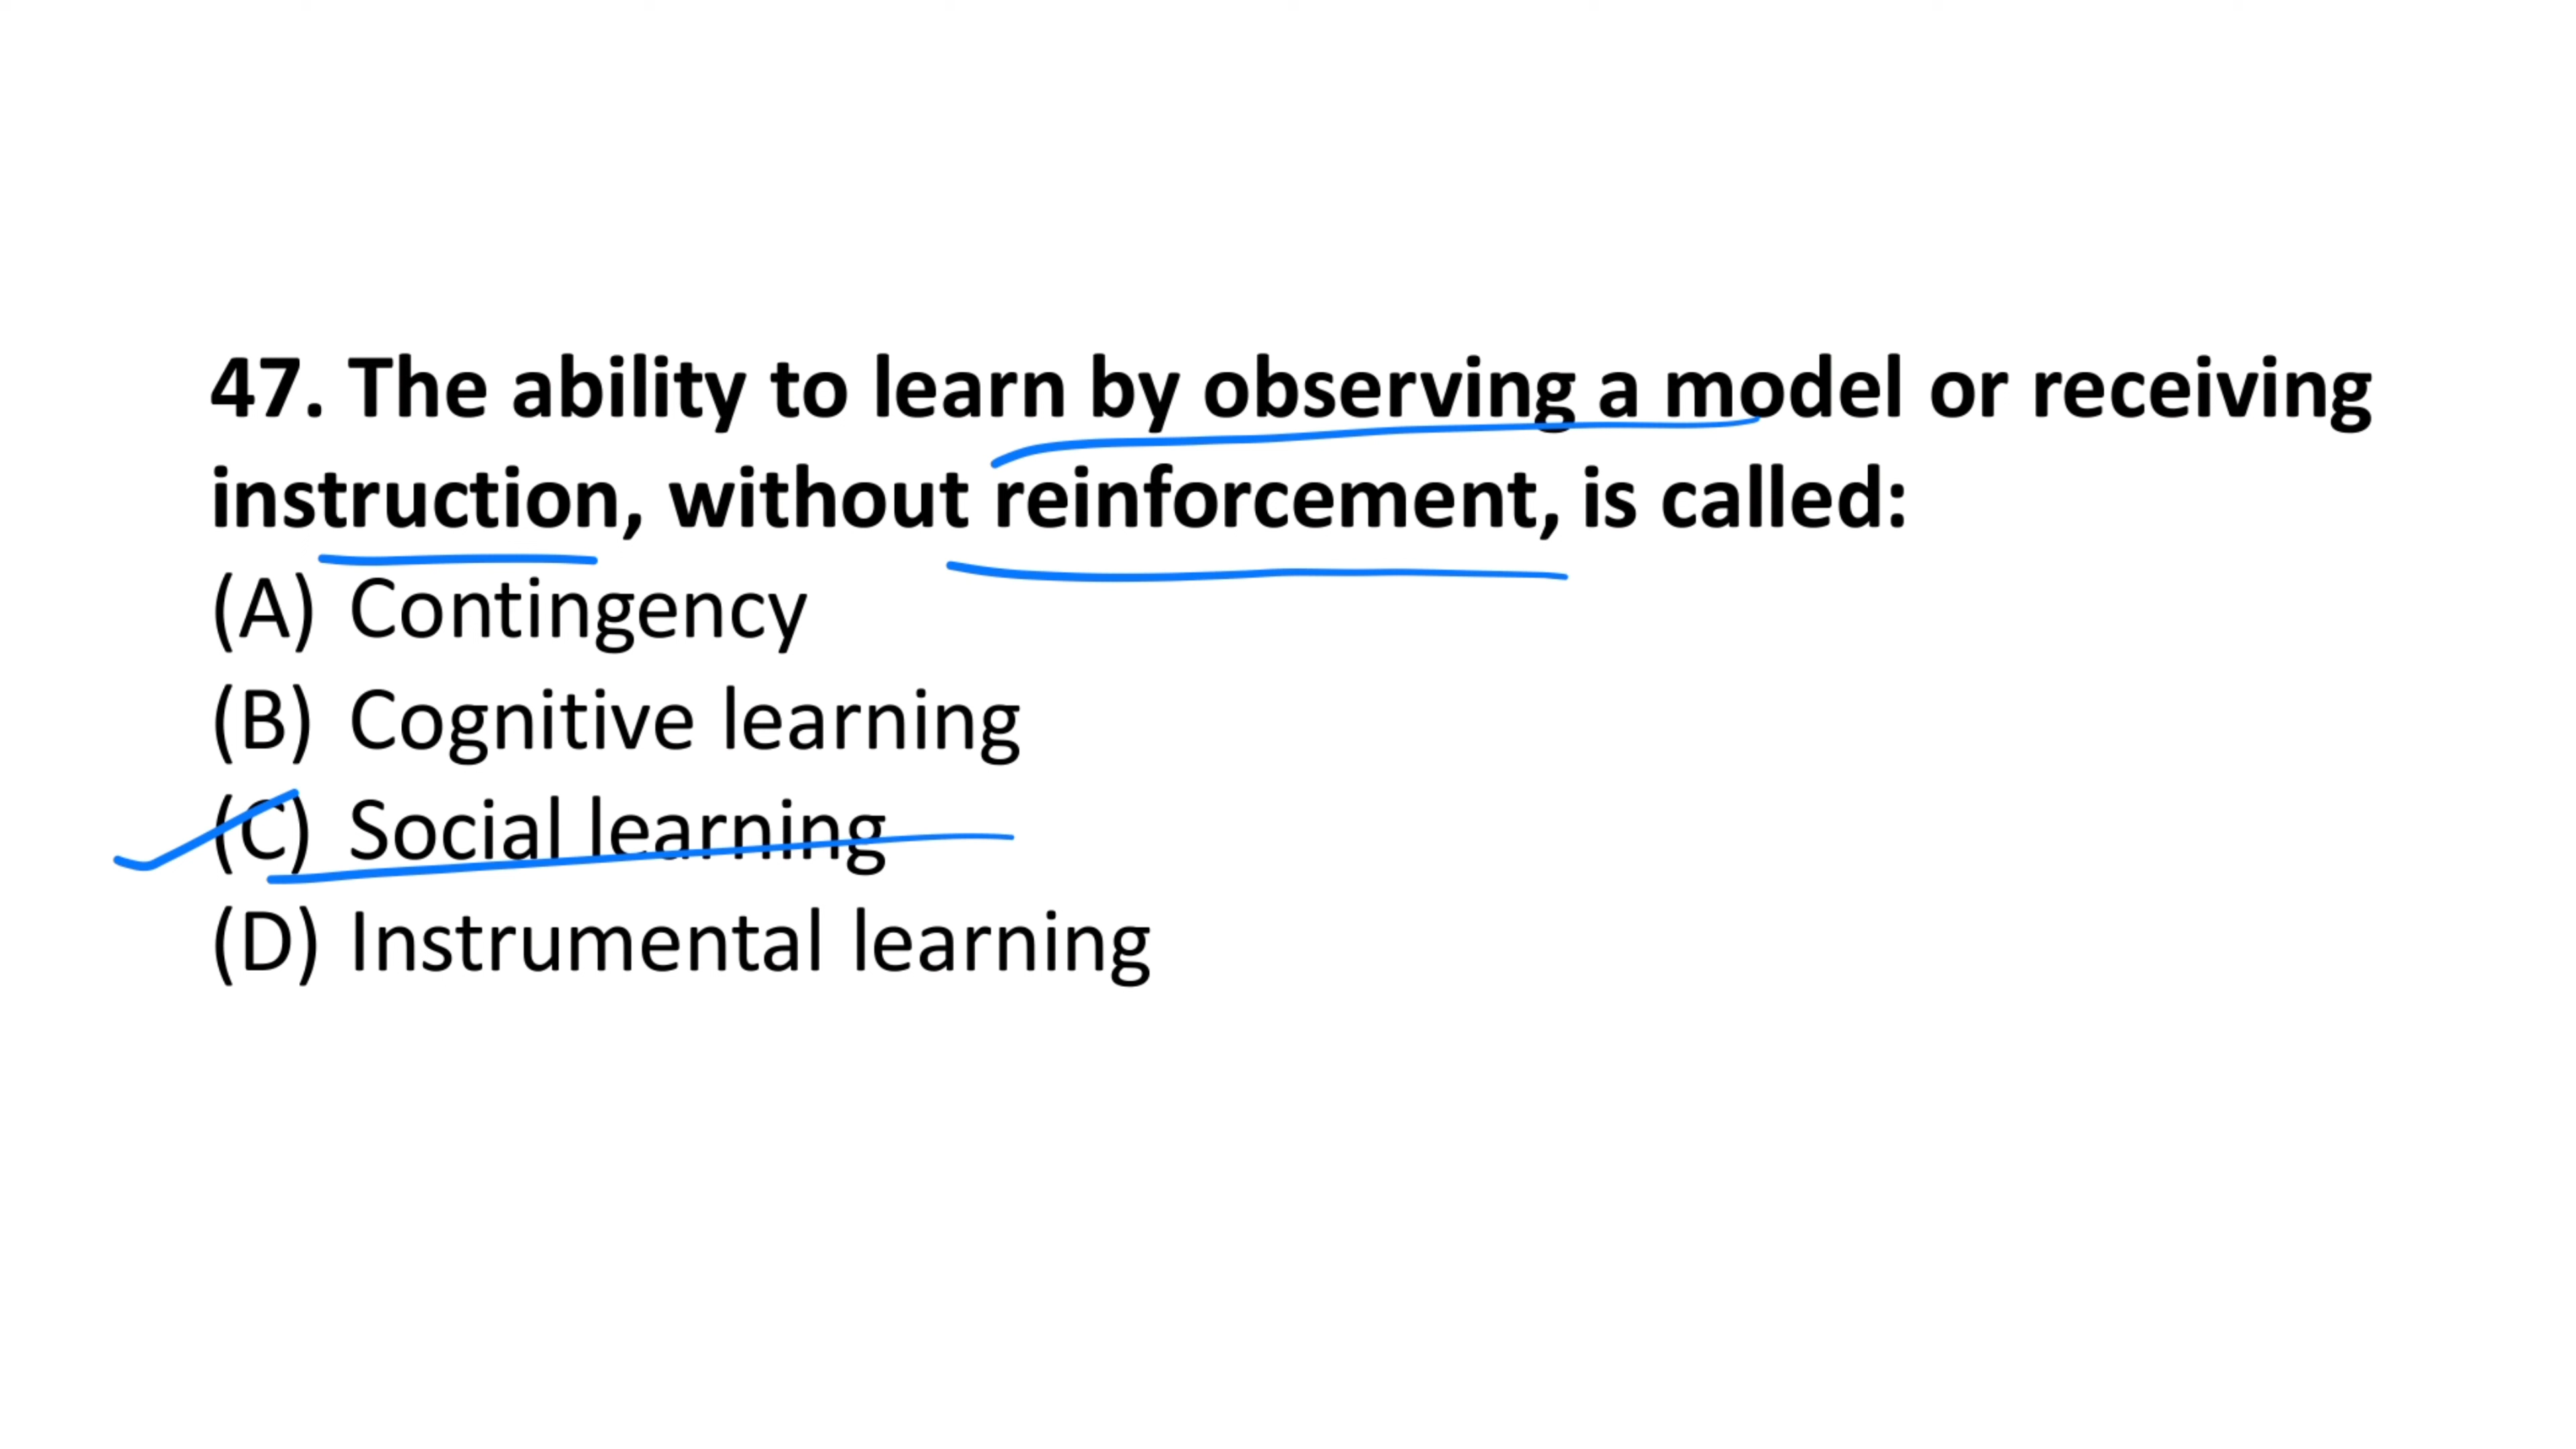 47. The ability to learn by observing a model or receiving
instruction, without reinforcement, is called:
(A) Contingency
(B) Cognitive learning
(C) Social learning
(D) Instrumental learning